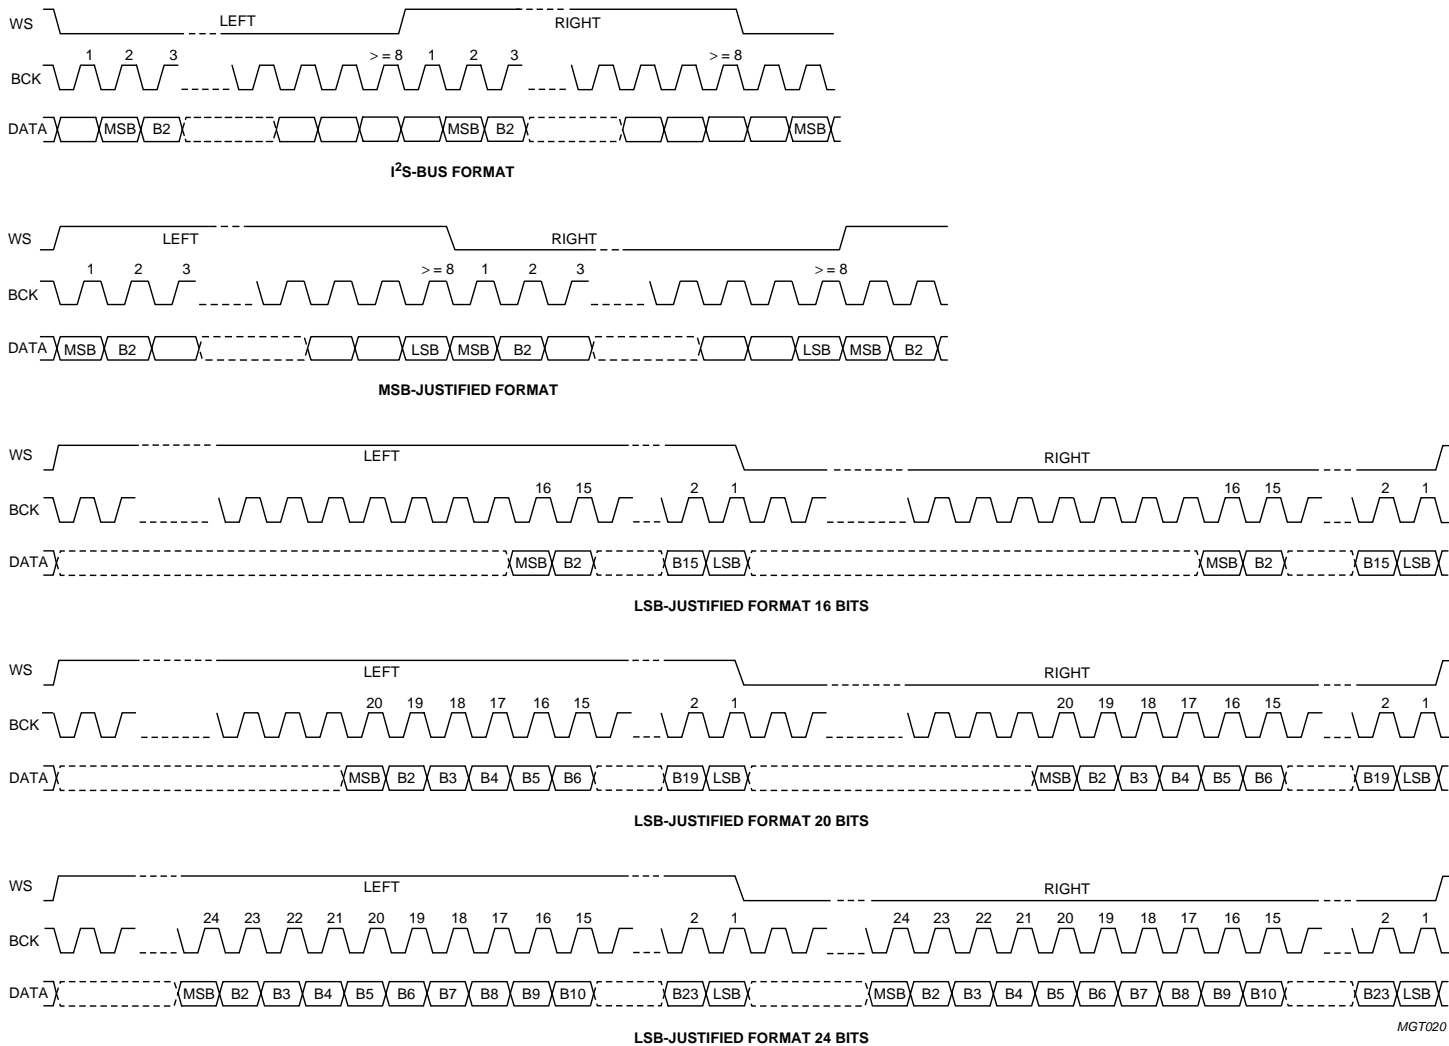 WS LEFT RIGHT
BCK 1 2 3 >= 8 1 2 3 >= 8
DATA MSB B2 MSB B2 MSB
I²S-BUS FORMAT
WS LEFT RIGHT
BCK 1 2 3 >= 8 1 2 3 >= 8
DATA MSB B2 LSB MSB B2 LSB MSB B2
MSB-JUSTIFIED FORMAT
WS LEFT RIGHT
BCK 16 15 2 1 16 15 2 1
DATA MSB B2 B15 LSB MSB B2 B15 LSB
LSB-JUSTIFIED FORMAT 16 BITS
WS LEFT RIGHT
BCK 20 19 18 17 16 15 2 1 20 19 18 17 16 15 2 1
DATA MSB B2 B3 B4 B5 B6 B19 LSB MSB B2 B3 B4 B5 B6 B19 LSB
LSB-JUSTIFIED FORMAT 20 BITS
WS LEFT RIGHT
BCK 24 23 22 21 20 19 18 17 16 15 2 1 24 23 22 21 20 19 18 17 16 15 2 1
DATA MSB B2 B3 B4 B5 B6 B7 B8 B9 B10 B23 LSB MSB B2 B3 B4 B5 B6 B7 B8 B9 B10 B23 LSB
LSB-JUSTIFIED FORMAT 24 BITS
MGT020